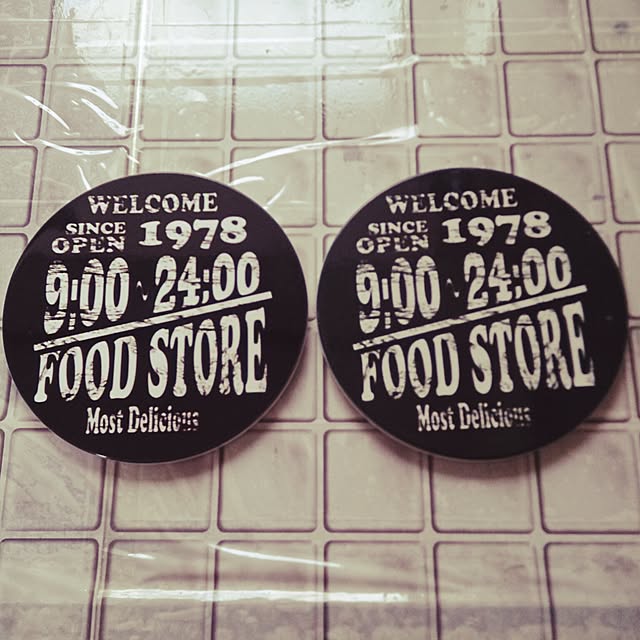 WELCOME
SINCE 1978
OPEN
9:00 ~ 24:00
FOOD STORE
Most Delicious
WELCOME
SINCE 1978
OPEN
9:00 ~ 24:00
FOOD STORE
Most Delicious